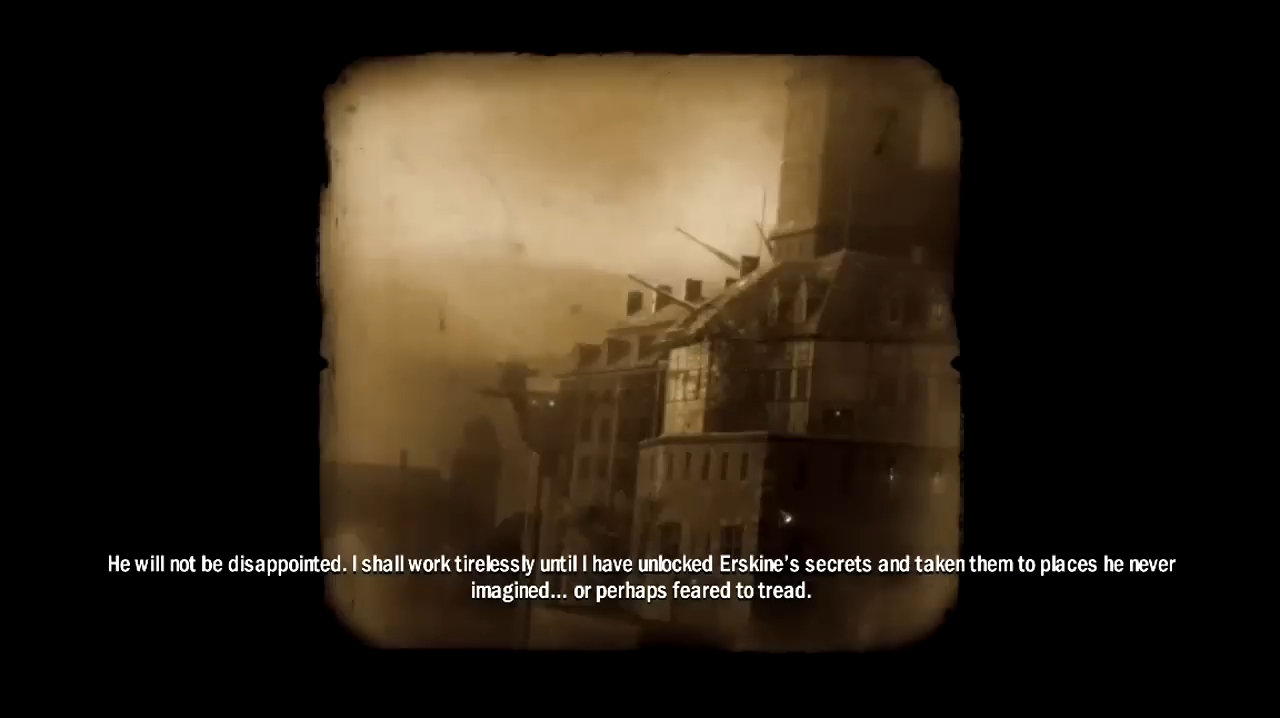 He will not be disappointed. I shall work tirelessly until I have unlocked Erskine's secrets and taken them to places he never
imagined... or perhaps feared to tread.